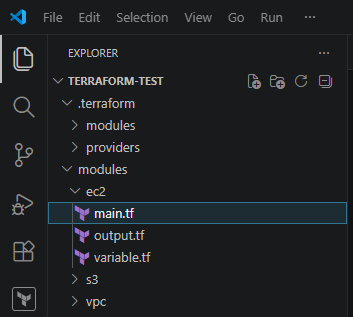 File Edit Selection View Go Run ···
EXPLORER ···
TERRAFORM-TEST
.terraform
modules
providers
modules
ec2
main.tf
output.tf
variable.tf
s3
vpc